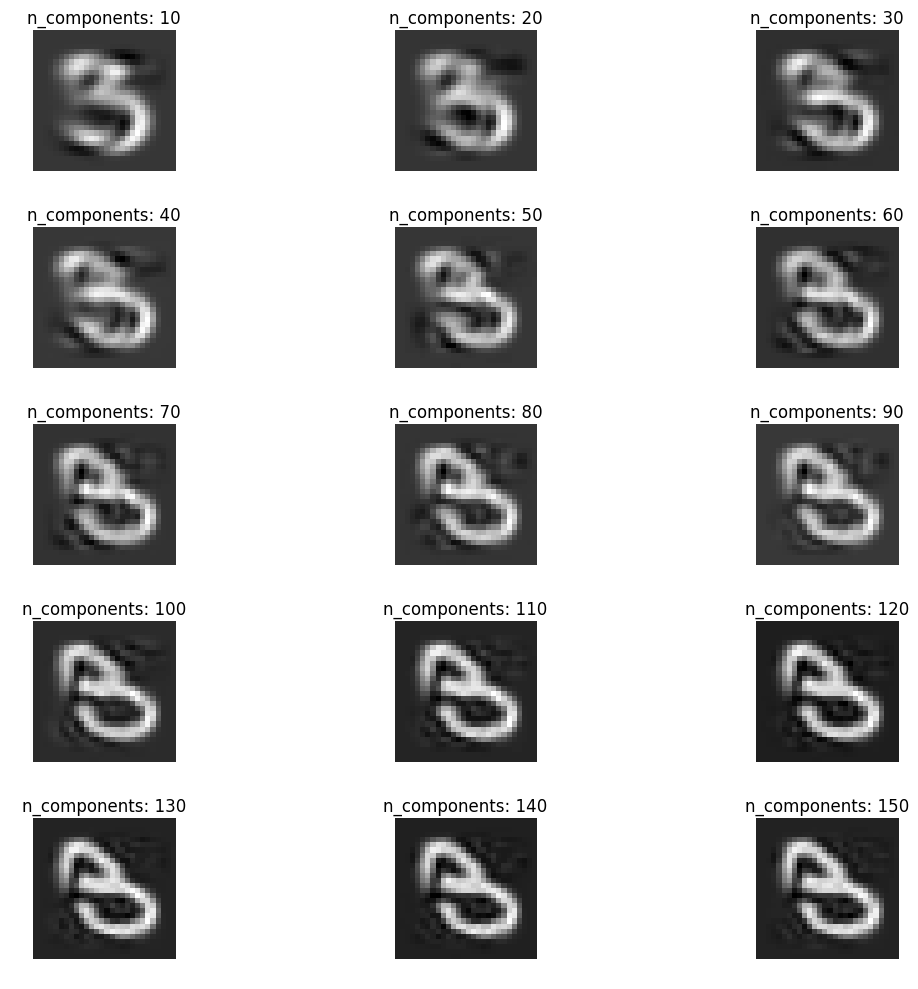 n_components: 10
n_components: 20
n_components: 30
n_components: 40
n_components: 50
n_components: 60
n_components: 70
n_components: 80
n_components: 90
n_components: 100
n_components: 110
n_components: 120
n_components: 130
n_components: 140
n_components: 150